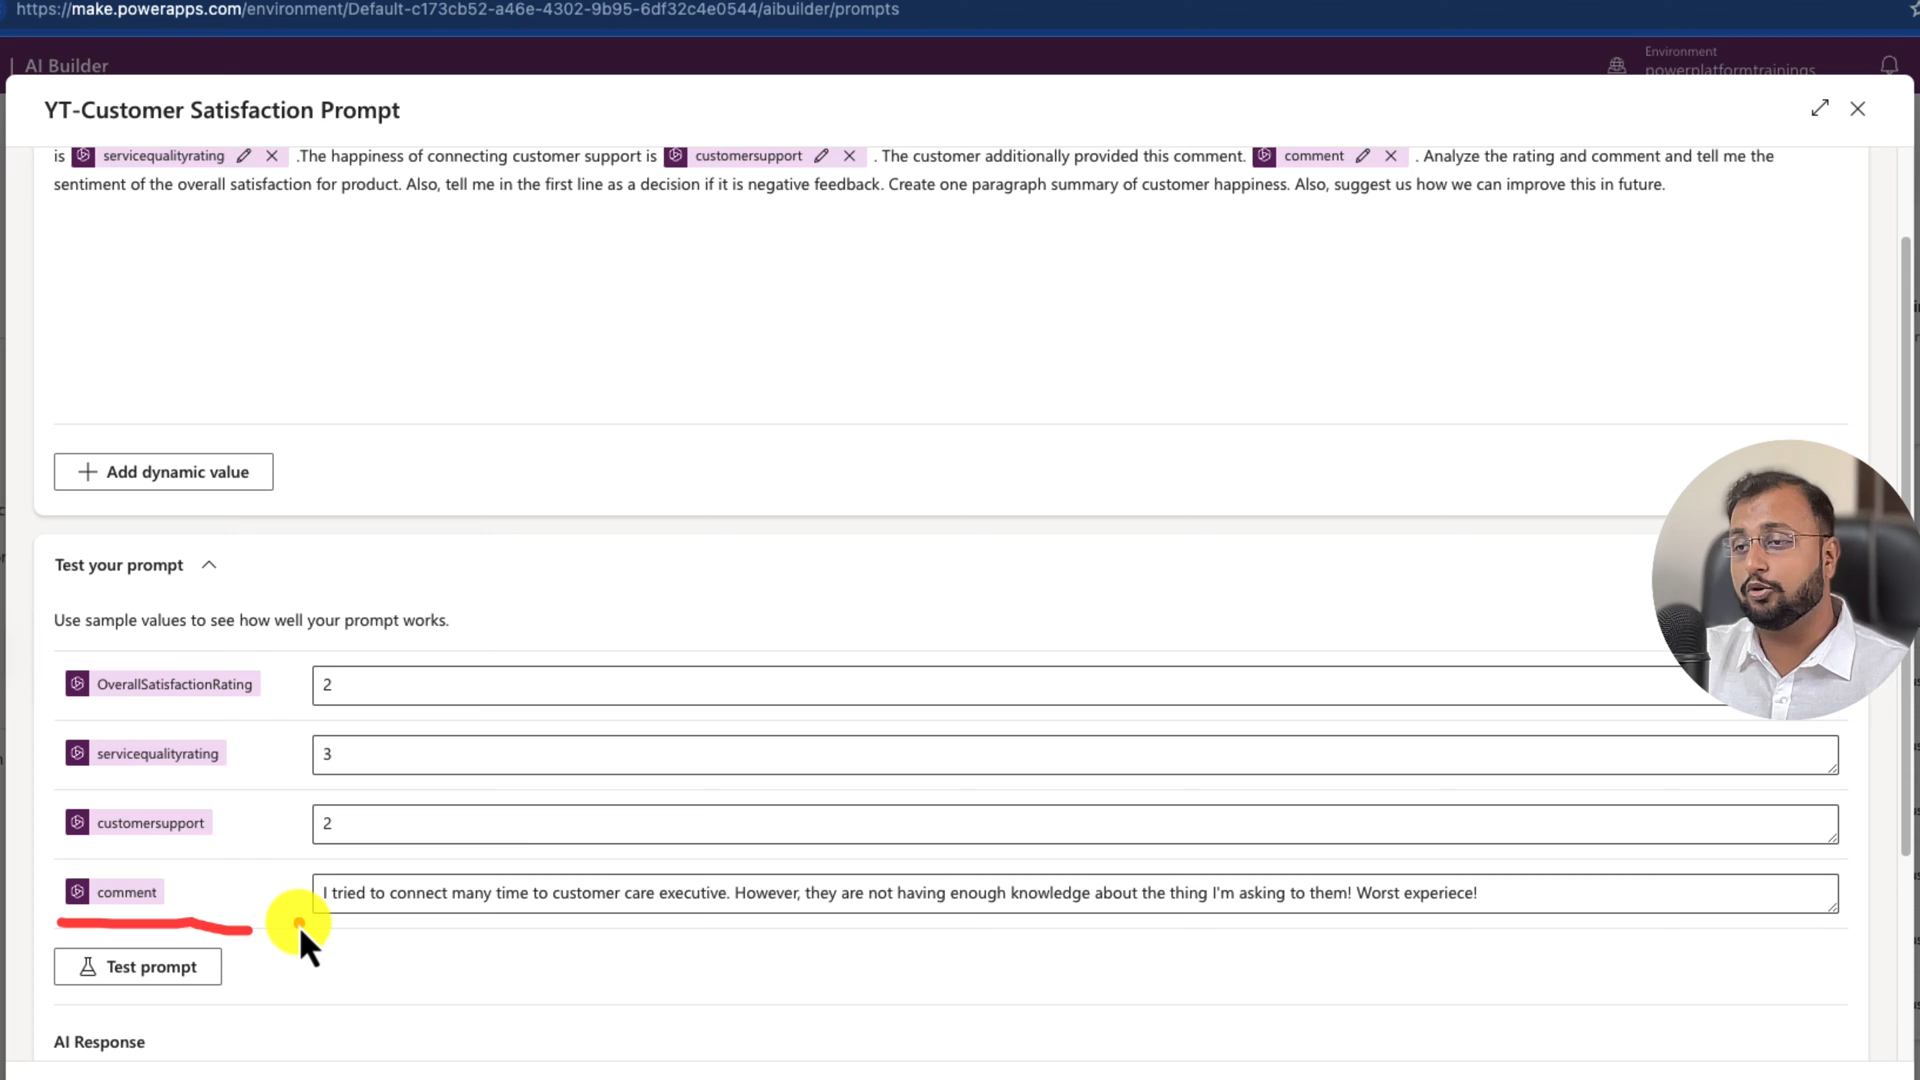 https://make.powerapps.com/environment/Default-c173cb52-a46e-4302-9b95-6df32c4e0544/aibuilder/prompts
AI Builder
Environment
powerplatformtrainings
YT-Customer Satisfaction Prompt
is servicequalityrating .The happiness of connecting customer support is customersupport . The customer additionally provided this comment. comment . Analyze the rating and comment and tell me the
sentiment of the overall satisfaction for product. Also, tell me in the first line as a decision if it is negative feedback. Create one paragraph summary of customer happiness. Also, suggest us how we can improve this in future.
Add dynamic value
Test your prompt
Use sample values to see how well your prompt works.
OverallSatisfactionRating 2
servicequalityrating 3
customersupport 2
comment I tried to connect many time to customer care executive. However, they are not having enough knowledge about the thing I'm asking to them! Worst experiece!
Test prompt
AI Response